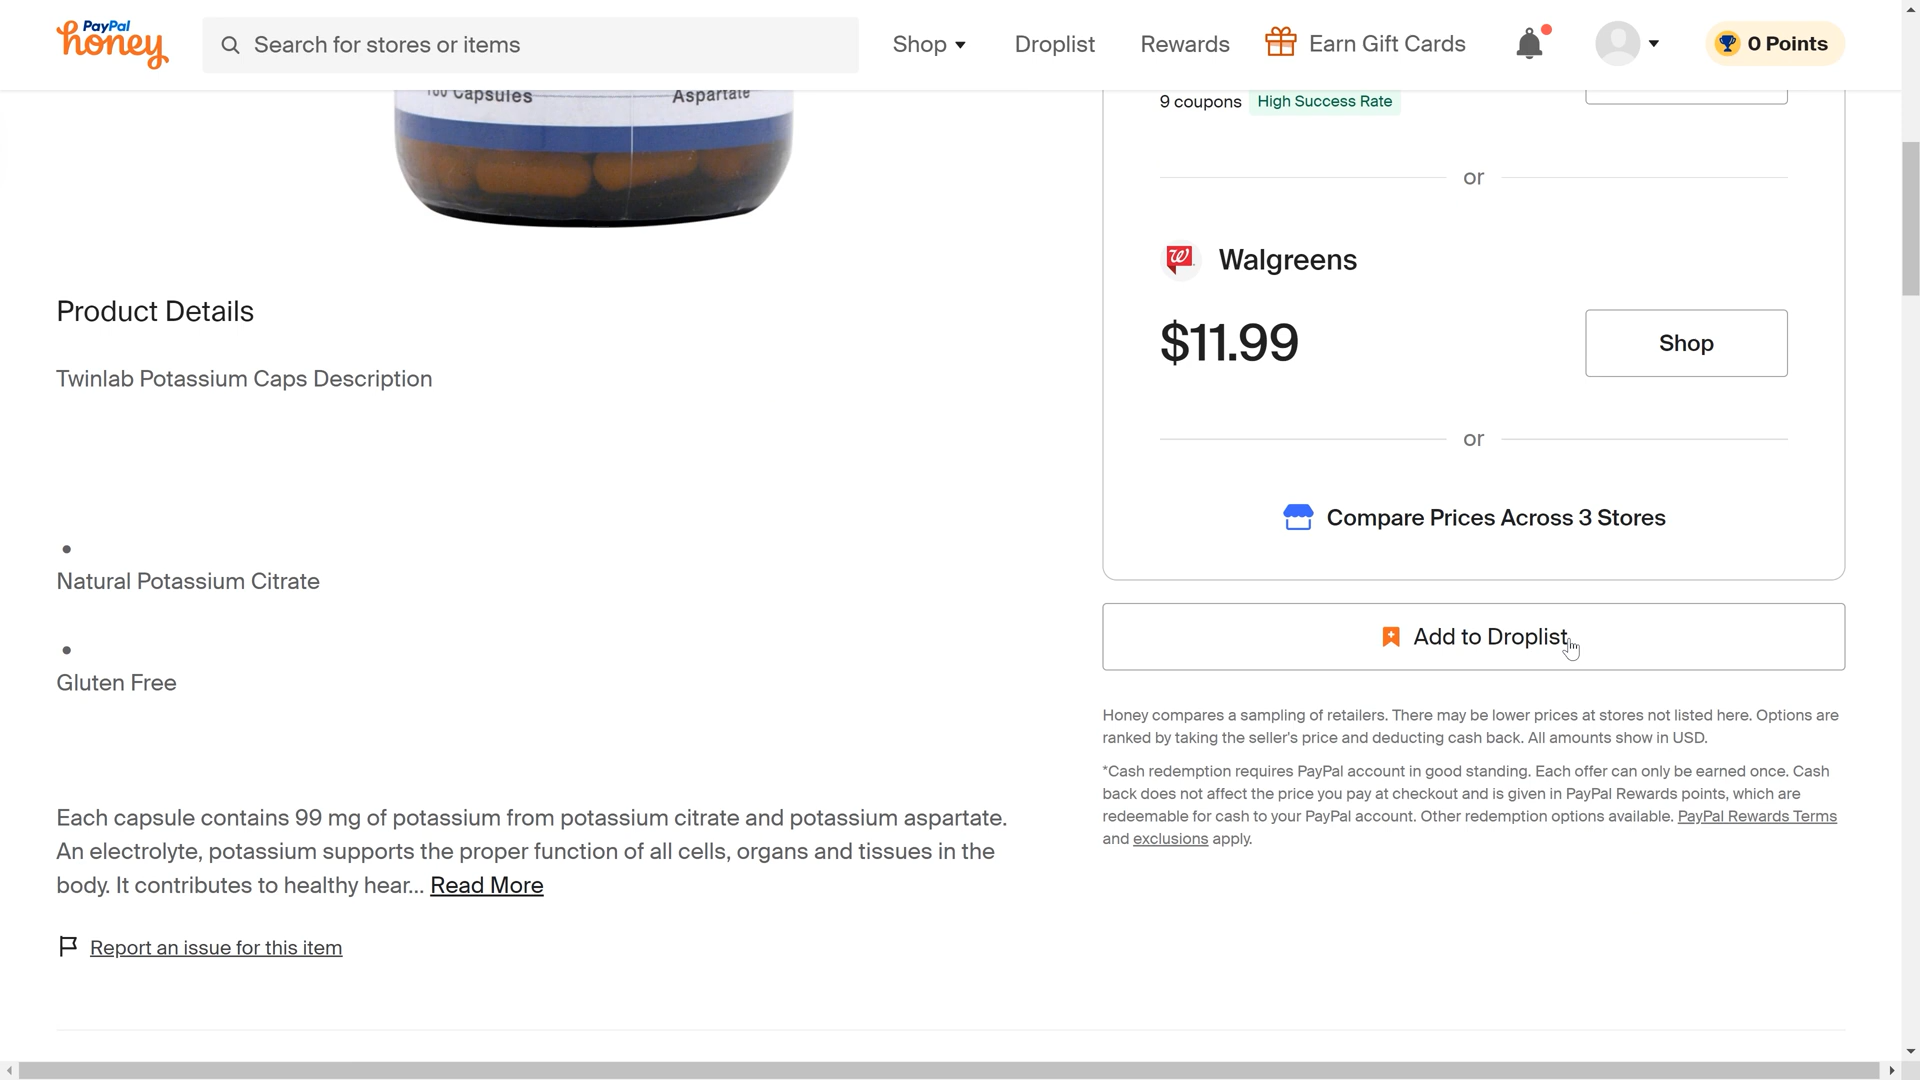 PayPal
honey
Search for stores or items
Shop
Droplist
Rewards
Earn Gift Cards
0 Points
100 Capsules
Aspartate
9 coupons High Success Rate
or
Walgreens
$11.99
Shop
or
Compare Prices Across 3 Stores
Add to Droplist
Honey compares a sampling of retailers. There may be lower prices at stores not listed here. Options are
ranked by taking the seller's price and deducting cash back. All amounts show in USD.
*Cash redemption requires PayPal account in good standing. Each offer can only be earned once. Cash
back does not affect the price you pay at checkout and is given in PayPal Rewards points, which are
redeemable for cash to your PayPal account. Other redemption options available. PayPal Rewards Terms
and exclusions apply.
Product Details
Twinlab Potassium Caps Description
• 
Natural Potassium Citrate
• 
Gluten Free
Each capsule contains 99 mg of potassium from potassium citrate and potassium aspartate.
An electrolyte, potassium supports the proper function of all cells, organs and tissues in the
body. It contributes to healthy hear... Read More
Report an issue for this item